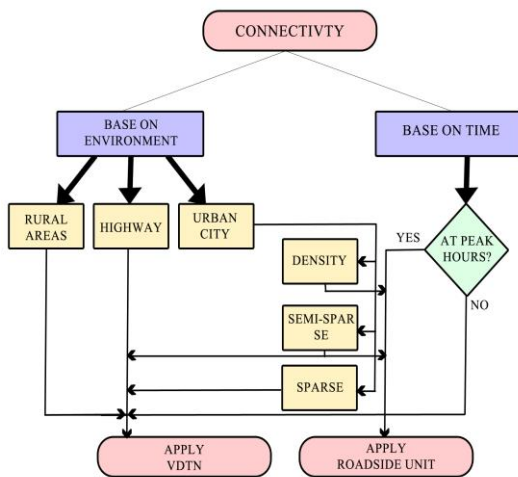 CONNECTIVTY
BASE ON
ENVIRONMENT
BASE ON TIME
RURAL
AREAS
HIGHWAY
URBAN
CITY
YES
AT PEAK
HOURS?
DENSITY
NO
SEMI-SPAR
SE
SPARSE
APPLY
VDTN
APPLY
ROADSIDE UNIT